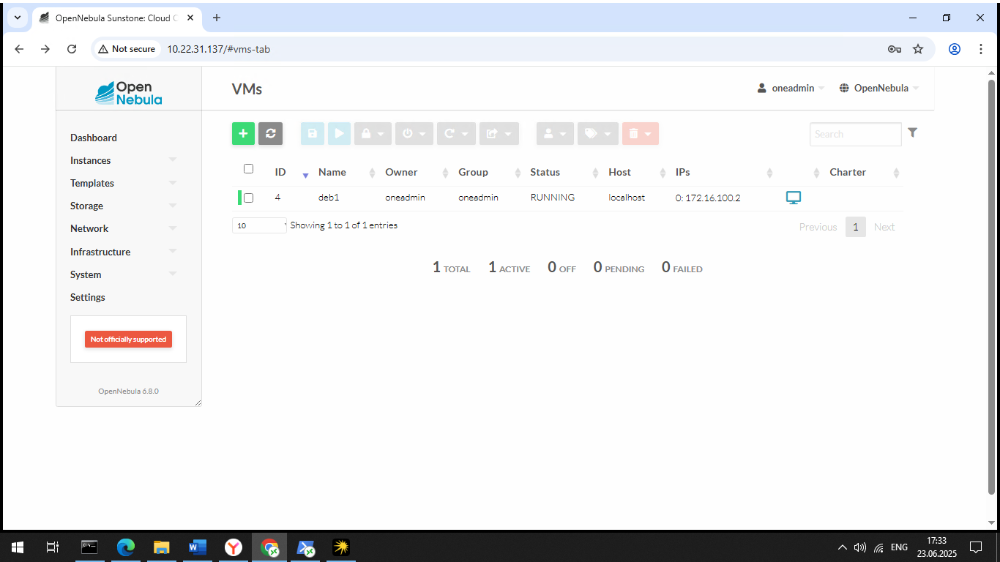 OpenNebula Sunstone: Cloud C
Not secure 10.22.31.137/#vms-tab
Open
Nebula
VMs
oneadmin OpenNebula
Dashboard
Instances
Templates
Storage
Network
Infrastructure
System
Settings
Not officially supported
OpenNebula 6.8.0
Search
ID Name Owner Group Status Host IPs Charter
4 deb1 oneadmin oneadmin RUNNING localhost 0: 172.16.100.2
10 Showing 1 to 1 of 1 entries Previous 1 Next
1 TOTAL 1 ACTIVE 0 OFF 0 PENDING 0 FAILED
ENG
17:33
23.06.2025